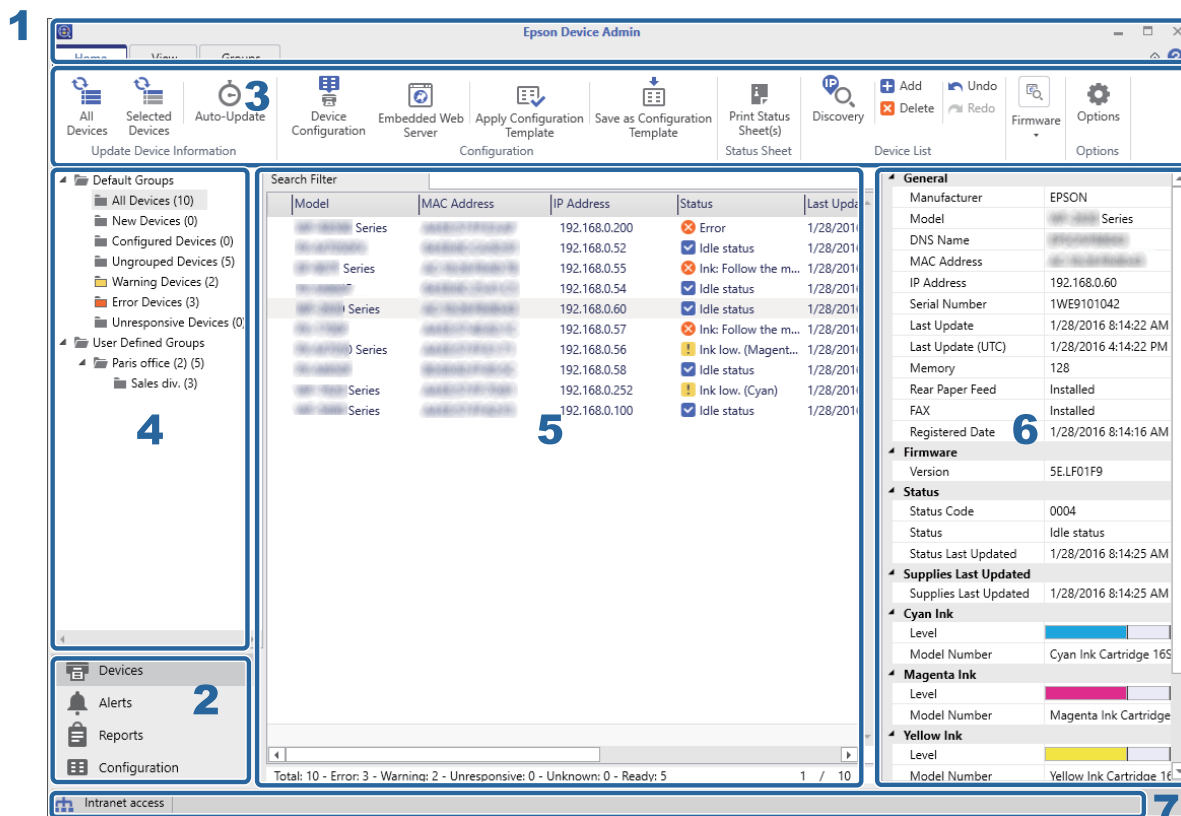 1
Epson Device Admin
Home View Groups
3
All Devices
Selected Devices
Auto-Update
Update Device Information
Device Configuration
Embedded Web Server
Apply Configuration Template
Save as Configuration Template
Configuration
Print Status Sheet(s)
Status Sheet
IP
Discovery
Add
Delete
Undo
Redo
Device List
Firmware
Options
Options
Default Groups
All Devices (10)
New Devices (0)
Configured Devices (0)
Ungrouped Devices (5)
Warning Devices (2)
Error Devices (3)
Unresponsive Devices (0)
User Defined Groups
Paris office (2) (5)
Sales div. (3)
4
Devices
Alerts
Reports
Configuration
2
Search Filter
Model MAC Address IP Address Status Last Upda
Series 192.168.0.200 Error 1/28/201
192.168.0.52 Idle status 1/28/201
Series 192.168.0.55 Ink: Follow the m... 1/28/201
192.168.0.54 Idle status 1/28/201
Series 192.168.0.60 Idle status 1/28/201
192.168.0.57 Ink: Follow the m... 1/28/201
Series 192.168.0.56 Ink low. (Magent... 1/28/201
192.168.0.58 Idle status 1/28/201
Series 192.168.0.252 Ink low. (Cyan) 1/28/201
Series 192.168.0.100 Idle status 1/28/201
5
Total: 10 - Error: 3 - Warning: 2 - Unresponsive: 0 - Unknown: 0 - Ready: 5 1 / 10
General
Manufacturer EPSON
Model Series
DNS Name
MAC Address
IP Address 192.168.0.60
Serial Number 1WE9101042
Last Update 1/28/2016 8:14:22 AM
Last Update (UTC) 1/28/2016 4:14:22 PM
Memory 128
Rear Paper Feed Installed
FAX Installed
Registered Date 1/28/2016 8:14:16 AM
6
Firmware
Version 5E.LF01F9
Status
Status Code 0004
Status Idle status
Status Last Updated 1/28/2016 8:14:25 AM
Supplies Last Updated
Supplies Last Updated 1/28/2016 8:14:25 AM
Cyan Ink
Level
Model Number Cyan Ink Cartridge 16S
Magenta Ink
Level
Model Number Magenta Ink Cartridge
Yellow Ink
Level
Model Number Yellow Ink Cartridge 16
Intranet access
7